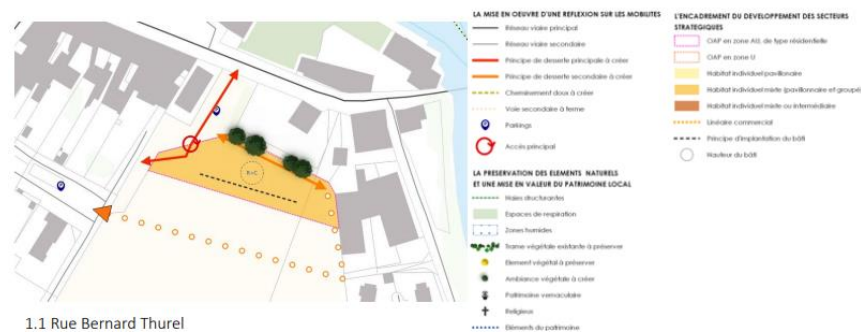 LA MISE EN OEUVRE D'UNE REFLEXION SUR LES MOBILITES
Réseau viaire principal
Réseau viaire secondaire
Principe de desserte principale à créer
Principe de desserte secondaire à créer
Cheminement doux à créer
Voie secondaire à terme
Parkings
Accès principal
LA PRESERVATION DES ELEMENTS NATURELS
ET UNE MISE EN VALEUR DU PATRIMOINE LOCAL
Haies structurantes
Espaces de respiration
Zones humides
Trame végétale existante à préserver
Element végétal à préserver
Ambiance végétale à créer
Patrimoine vernaculaire
Religieux
Eléments du patrimoine
L'ENCADREMENT DU DEVELOPPEMENT DES SECTEURS
STRATEGIQUES
OAP en zone AU, de type résidentielle
OAP en zone U
Habitat individuel pavillonaire
Habitat individuel mixte (pavillonnaire et groupé)
Habitat individuel mixte ou intermédiaire
Linéaire commercial
Principe d'implantation du bâti
Hauteur du bâti
1.1 Rue Bernard Thurel